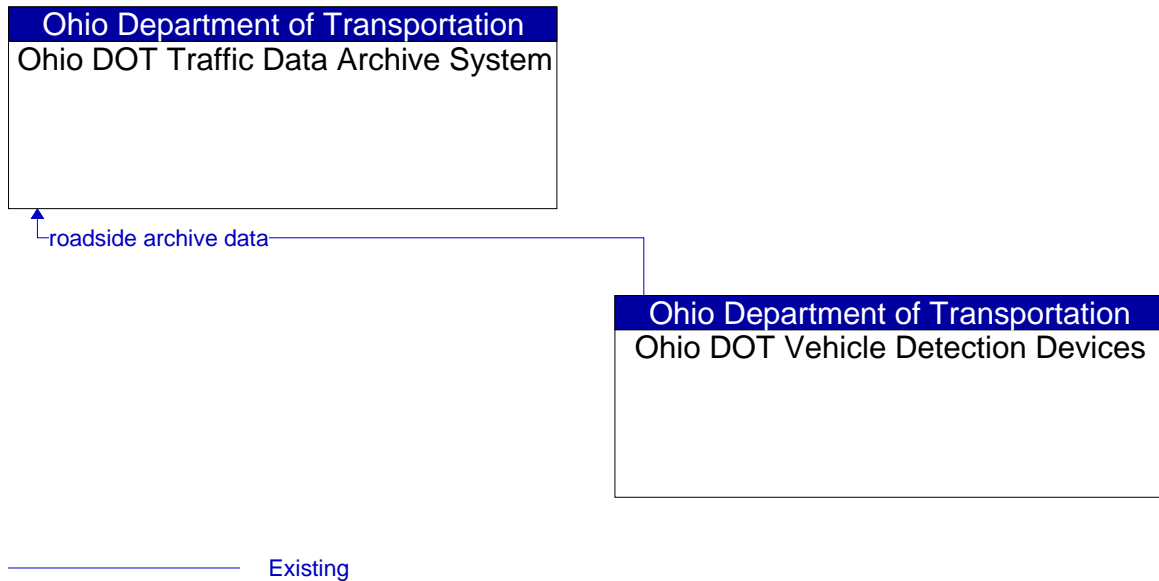 Ohio Department of Transportation
Ohio DOT Traffic Data Archive System
roadside archive data
Ohio Department of Transportation
Ohio DOT Vehicle Detection Devices
Existing